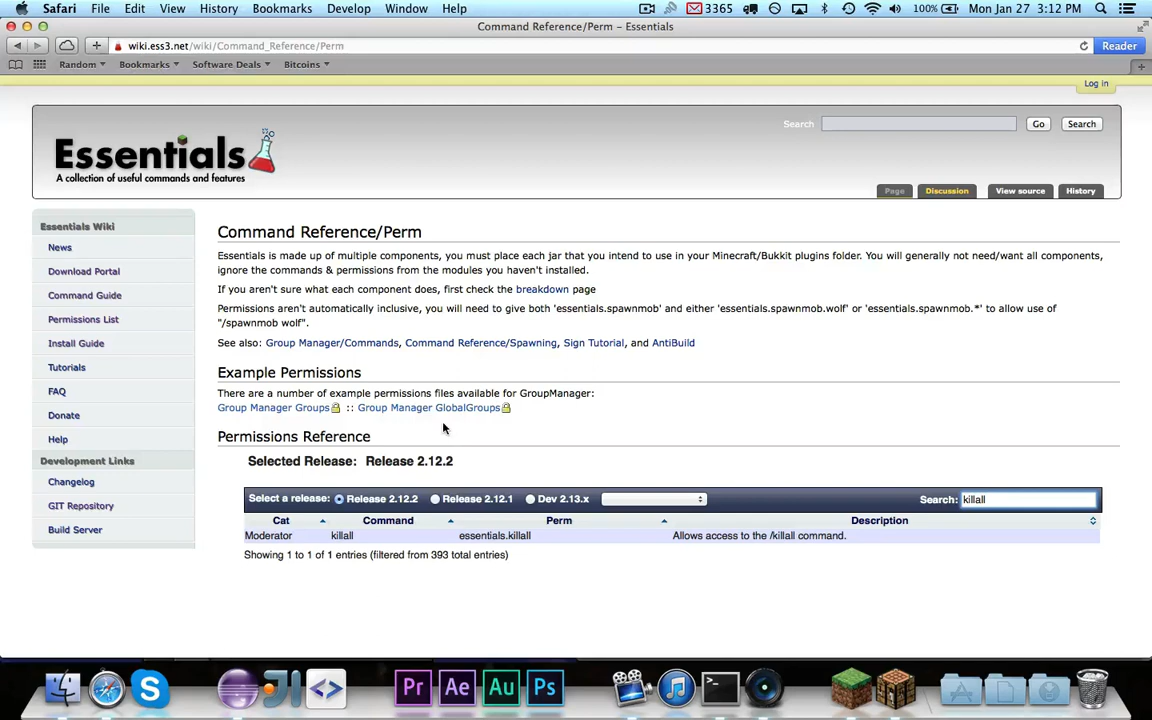 Safari File Edit View History Bookmarks Develop Window Help 3365 100% Mon Jan 27 3:12 PM
Command Reference/Perm – Essentials
wiki.ess3.net/wiki/Command_Reference/Perm Reader
Random Bookmarks Software Deals Bitcoins
Log in
Search Go Search
Essentials
A collection of useful commands and features
Page Discussion View source History
Essentials Wiki
News
Download Portal
Command Guide
Permissions List
Install Guide
Tutorials
FAQ
Donate
Help
Development Links
Changelog
GIT Repository
Build Server
Command Reference/Perm
Essentials is made up of multiple components, you must place each jar that you intend to use in your Minecraft/Bukkit plugins folder. You will generally not need/want all components,
ignore the commands & permissions from the modules you haven't installed.
If you aren't sure what each component does, first check the breakdown page
Permissions aren't automatically inclusive, you will need to give both 'essentials.spawnmob' and either 'essentials.spawnmob.wolf' or 'essentials.spawnmob.*' to allow use of
"/spawnmob wolf".
See also: Group Manager/Commands, Command Reference/Spawning, Sign Tutorial, and AntiBuild
Example Permissions
There are a number of example permissions files available for GroupManager:
Group Manager Groups :: Group Manager GlobalGroups
Permissions Reference
Selected Release: Release 2.12.2
Select a release: Release 2.12.2 Release 2.12.1 Dev 2.13.x Search: killall
Cat Command Perm Description
Moderator killall essentials.killall Allows access to the /killall command.
Showing 1 to 1 of 1 entries (filtered from 393 total entries)
Pr Ae Au Ps